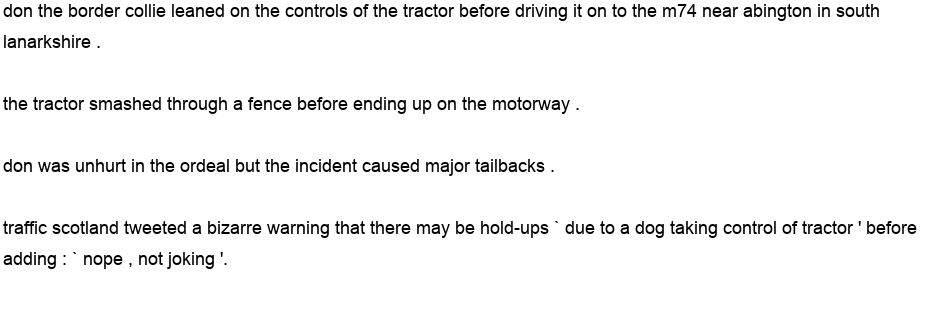 don the border collie leaned on the controls of the tractor before driving it on to the m74 near abington in south
lanarkshire .
the tractor smashed through a fence before ending up on the motorway .
don was unhurt in the ordeal but the incident caused major tailbacks .
traffic scotland tweeted a bizarre warning that there may be hold-ups ` due to a dog taking control of tractor ' before
adding : ` nope , not joking '.